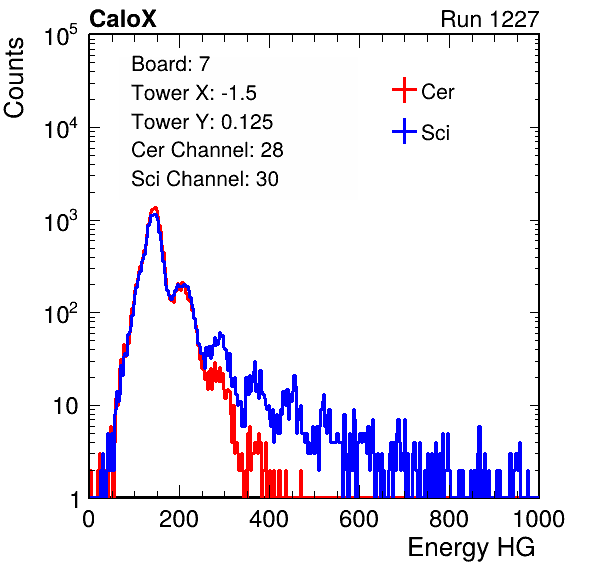 CaloX Run 1227
Counts
10^5
10^4
10^3
10^2
10
1
Board: 7
Tower X: -1.5
Tower Y: 0.125
Cer Channel: 28
Sci Channel: 30
Cer
Sci
0 200 400 600 800 1000
Energy HG